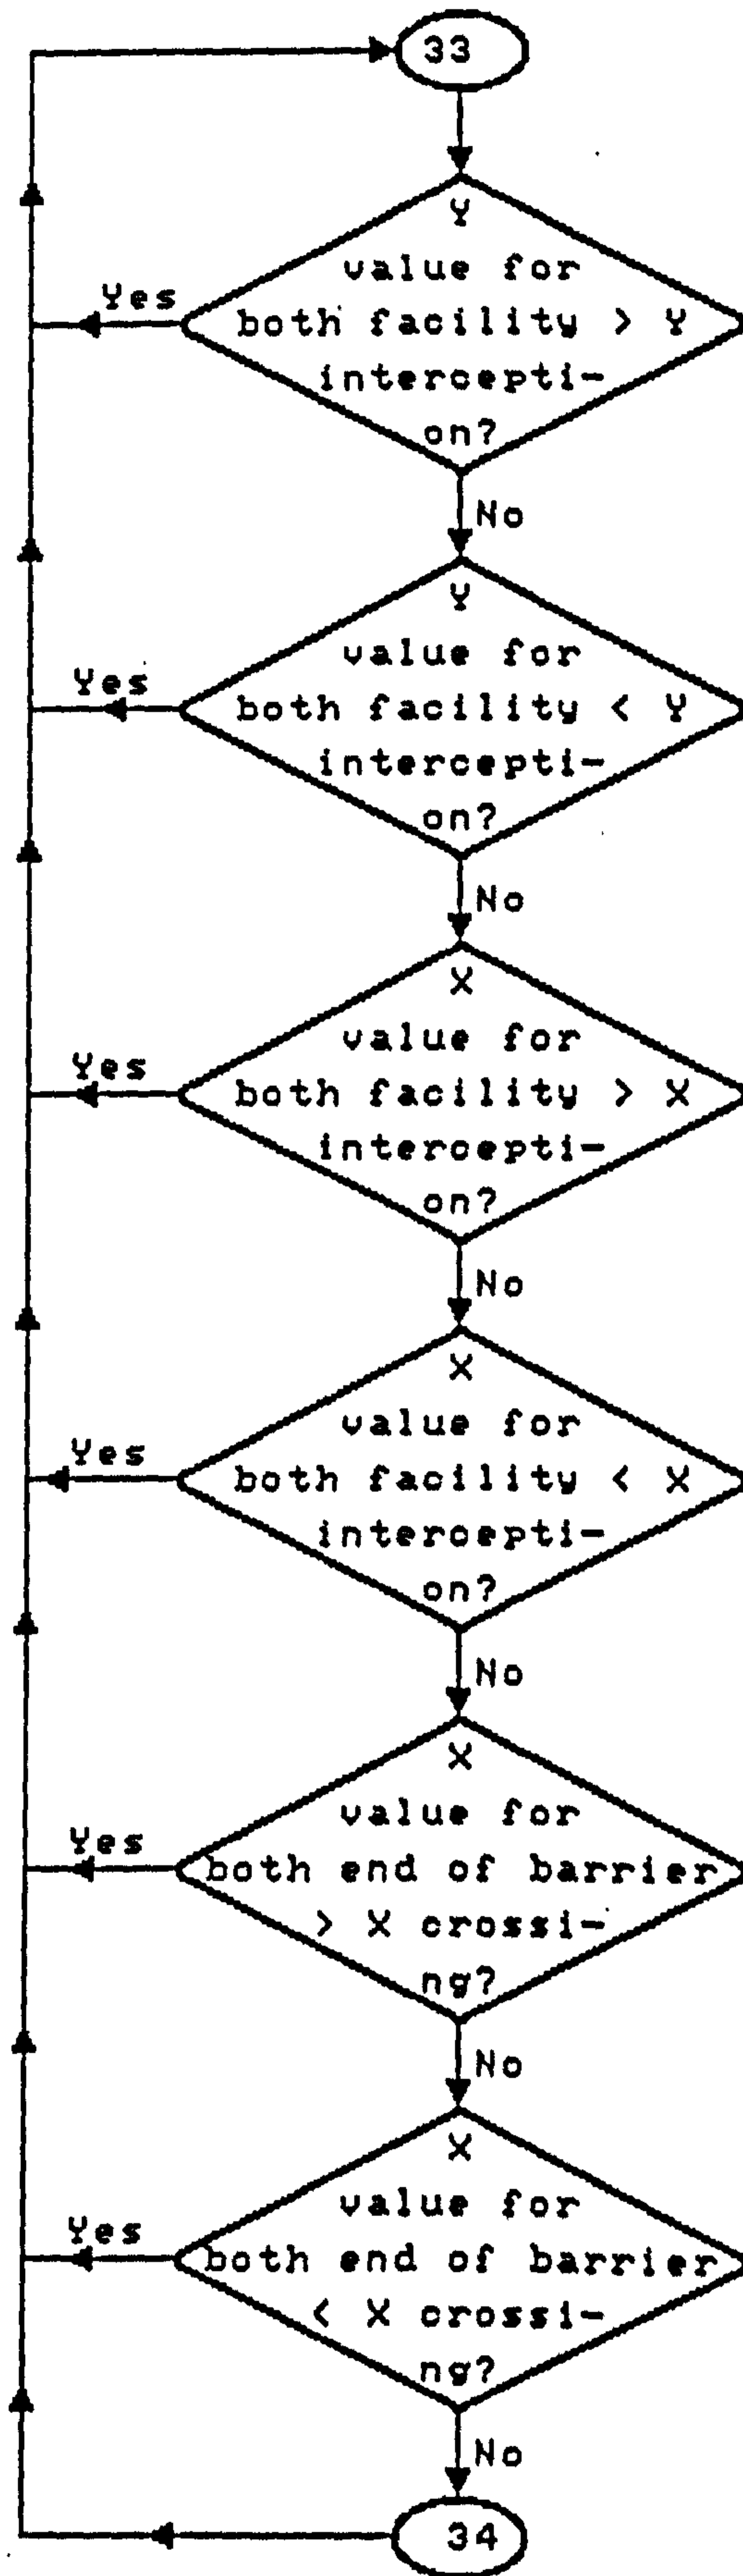 33
Y
value for
Yes
both facility > Y
intercepti-
on?
No
Y
value for
Yes
both facility < Y
intercepti-
on?
No
X
value for
Yes
both facility > X
intercepti-
on?
No
X
value for
Yes
both facility < X
intercepti-
on?
No
X
value for
Yes
both end of barrier
> X crossi-
ng?
No
X
value for
Yes
both end of barrier
< X crossi-
ng?
No
34